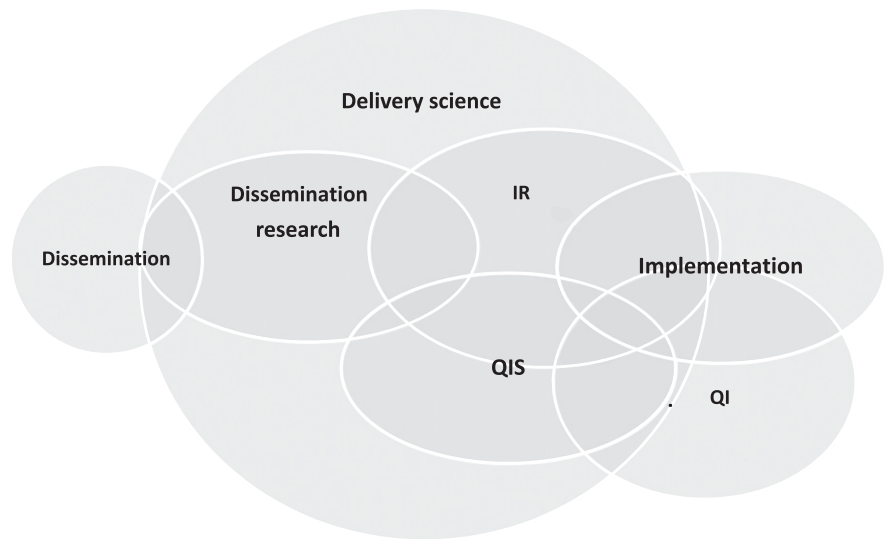 Delivery science
Dissemination
research
IR
Dissemination
Implementation
QIS
QI